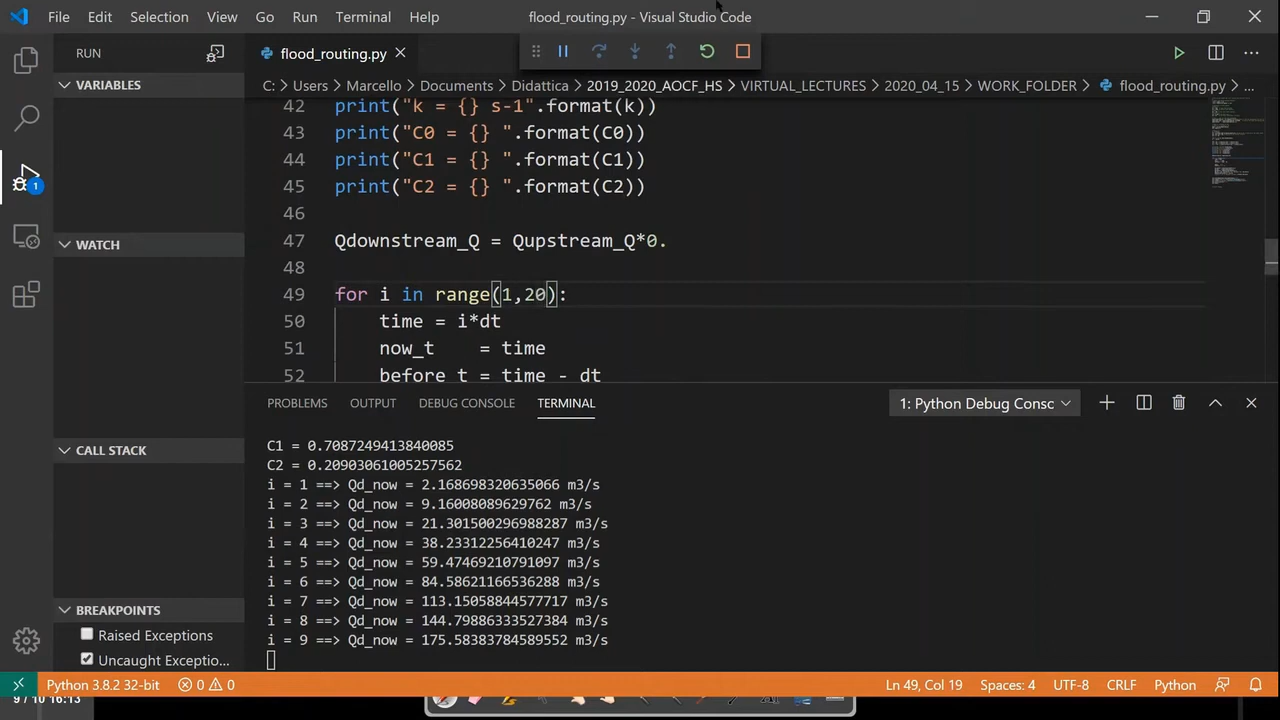 File Edit Selection View Go Run Terminal Help
flood_routing.py - Visual Studio Code
RUN
flood_routing.py
C: > Users > Marcello > Documents > Didattica > 2019_2020_AOCF_HS > VIRTUAL_LECTURES > 2020_04_15 > WORK_FOLDER > flood_routing.py > ...
VARIABLES
WATCH
CALL STACK
BREAKPOINTS
Raised Exceptions
Uncaught Exceptio...
1
42 print("k = {} s-1".format(k))
43 print("C0 = {} ".format(C0))
44 print("C1 = {} ".format(C1))
45 print("C2 = {} ".format(C2))
46
47 Qdownstream_Q = Qupstream_Q*0.
48
49 for i in range(1,20):
50 time = i*dt
51 now_t    = time
52 before_t = time - dt
PROBLEMS OUTPUT DEBUG CONSOLE TERMINAL
1: Python Debug Consc
C1 = 0.7087249413840085
C2 = 0.20903061005257562
i = 1 ==> Qd_now = 2.168698320635066 m3/s
i = 2 ==> Qd_now = 9.16008089629762 m3/s
i = 3 ==> Qd_now = 21.301500296988287 m3/s
i = 4 ==> Qd_now = 38.23312256410247 m3/s
i = 5 ==> Qd_now = 59.47469210791097 m3/s
i = 6 ==> Qd_now = 84.58621166536288 m3/s
i = 7 ==> Qd_now = 113.15058844577717 m3/s
i = 8 ==> Qd_now = 144.79886333527384 m3/s
i = 9 ==> Qd_now = 175.58383784589552 m3/s
Python 3.8.2 32-bit
0 0
Ln 49, Col 19
Spaces: 4
UTF-8
CRLF
Python
9 / 10 16:13